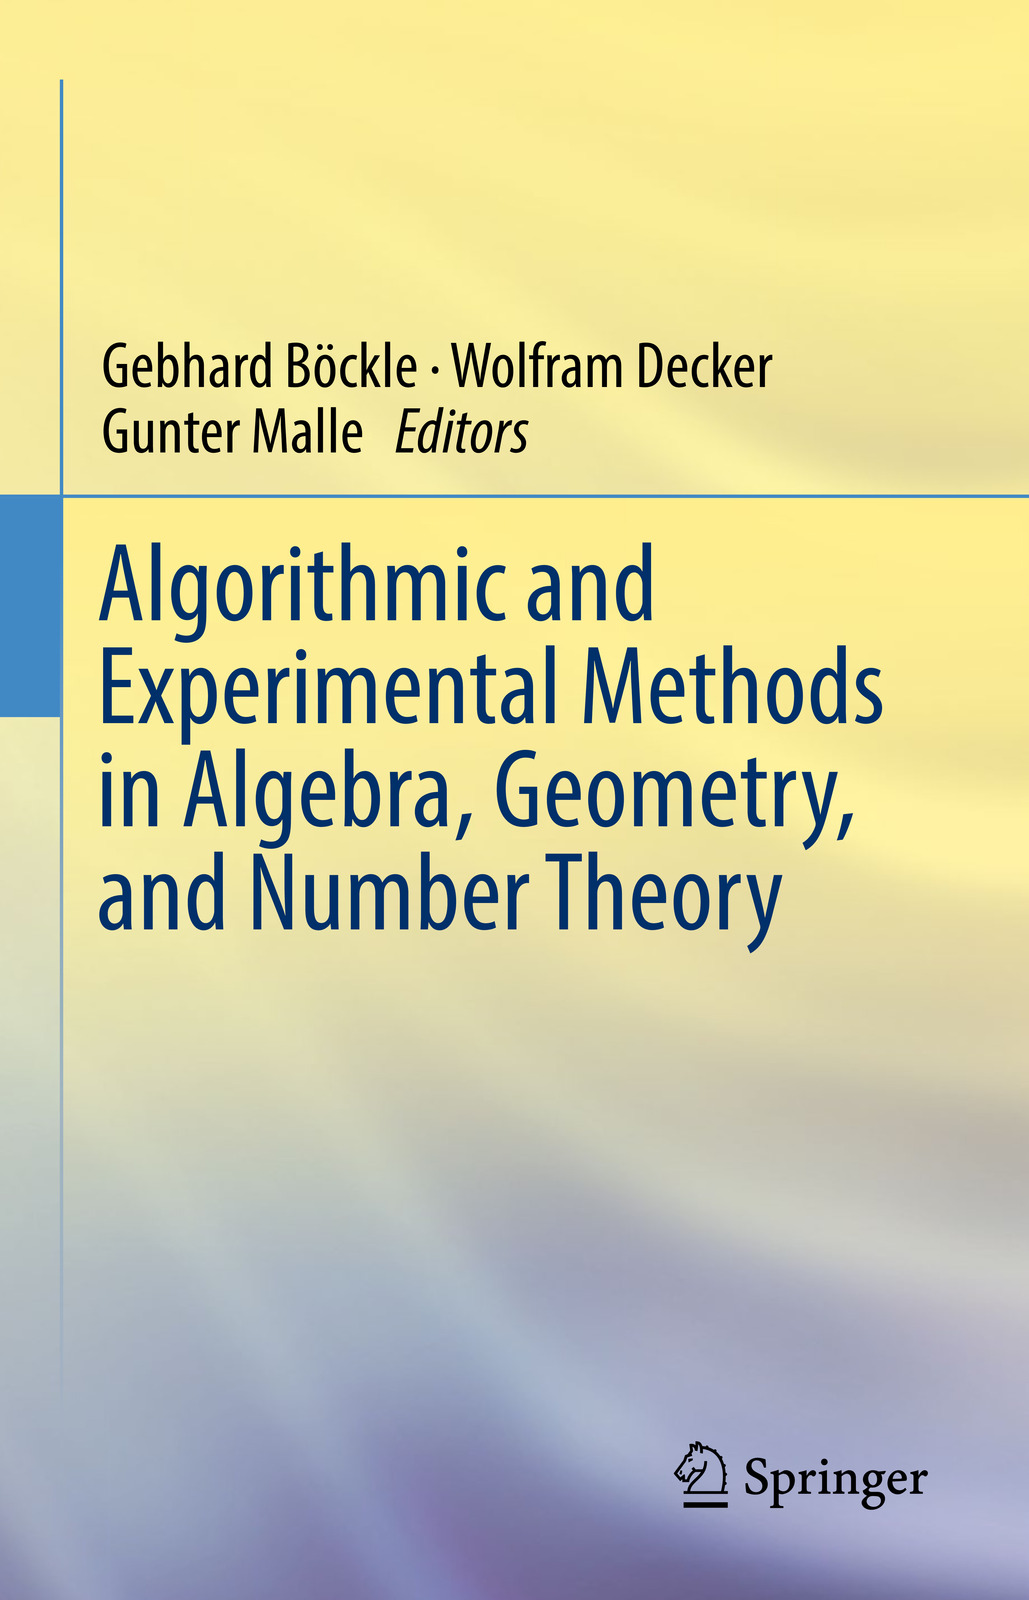 Gebhard Böckle · Wolfram Decker
Gunter Malle Editors
Algorithmic and
Experimental Methods
in Algebra, Geometry,
and Number Theory
Springer